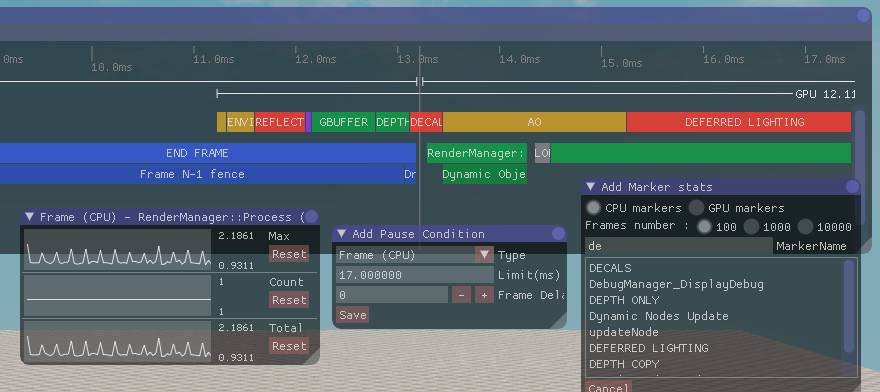 0ms 10.0ms 11.0ms 12.0ms 13.0ms 14.0ms 15.0ms 16.0ms 17.0ms
GPU 12.11
ENVI REFLECT GBUFFER DEPTH DECAL AO DEFERRED LIGHTING
END FRAME RenderManager: LO
Frame N-1 fence Dr Dynamic Obje
Frame (CPU) - RenderManager::Process (
2.1861 Max
Reset
0.9311
1 Count
Reset
1
2.1861 Total
Reset
0.9311
Add Pause Condition
Frame (CPU) Type
17.000000 Limit(ms)
0 - + Frame Dela
Save
Add Marker stats
CPU markers GPU markers
Frames number : 100 1000 10000
de MarkerName
DECALS
DebugManager_DisplayDebug
DEPTH ONLY
Dynamic Nodes Update
updateNode
DEFERRED LIGHTING
DEPTH COPY
Cancel